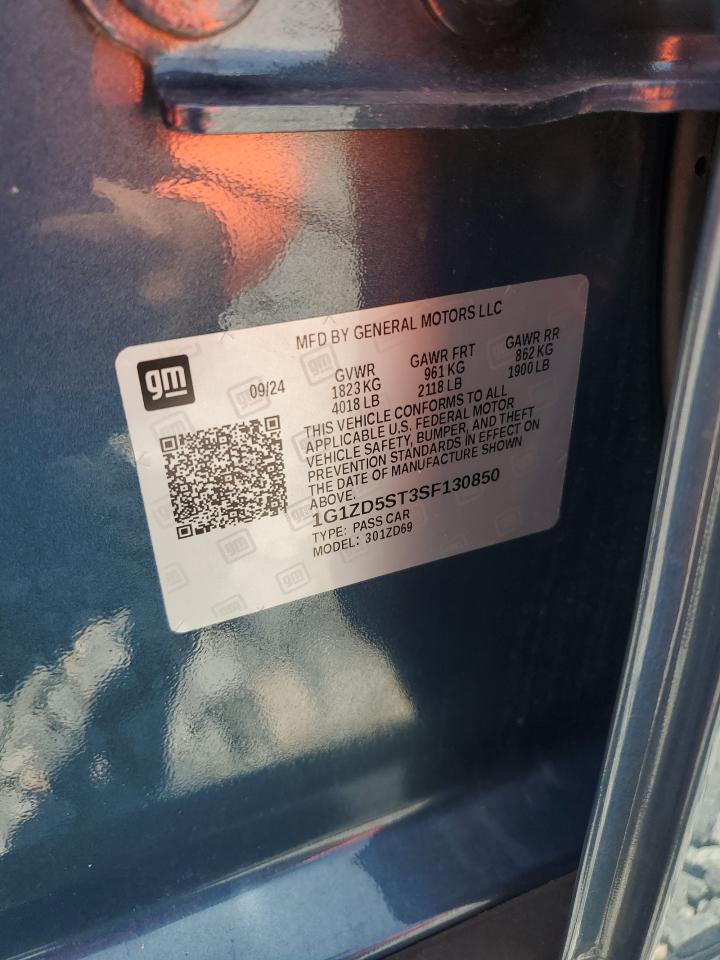 MFD BY GENERAL MOTORS LLC
gm
09/24
GVWR
1823 KG
4018 LB
GAWR FRT
961 KG
2118 LB
GAWR RR
862 KG
1900 LB
THIS VEHICLE CONFORMS TO ALL
APPLICABLE U.S. FEDERAL MOTOR
VEHICLE SAFETY, BUMPER, AND THEFT
PREVENTION STANDARDS IN EFFECT ON
THE DATE OF MANUFACTURE SHOWN
ABOVE.
1G1ZD5ST3SF130850
TYPE: PASS CAR
MODEL: 301ZD69